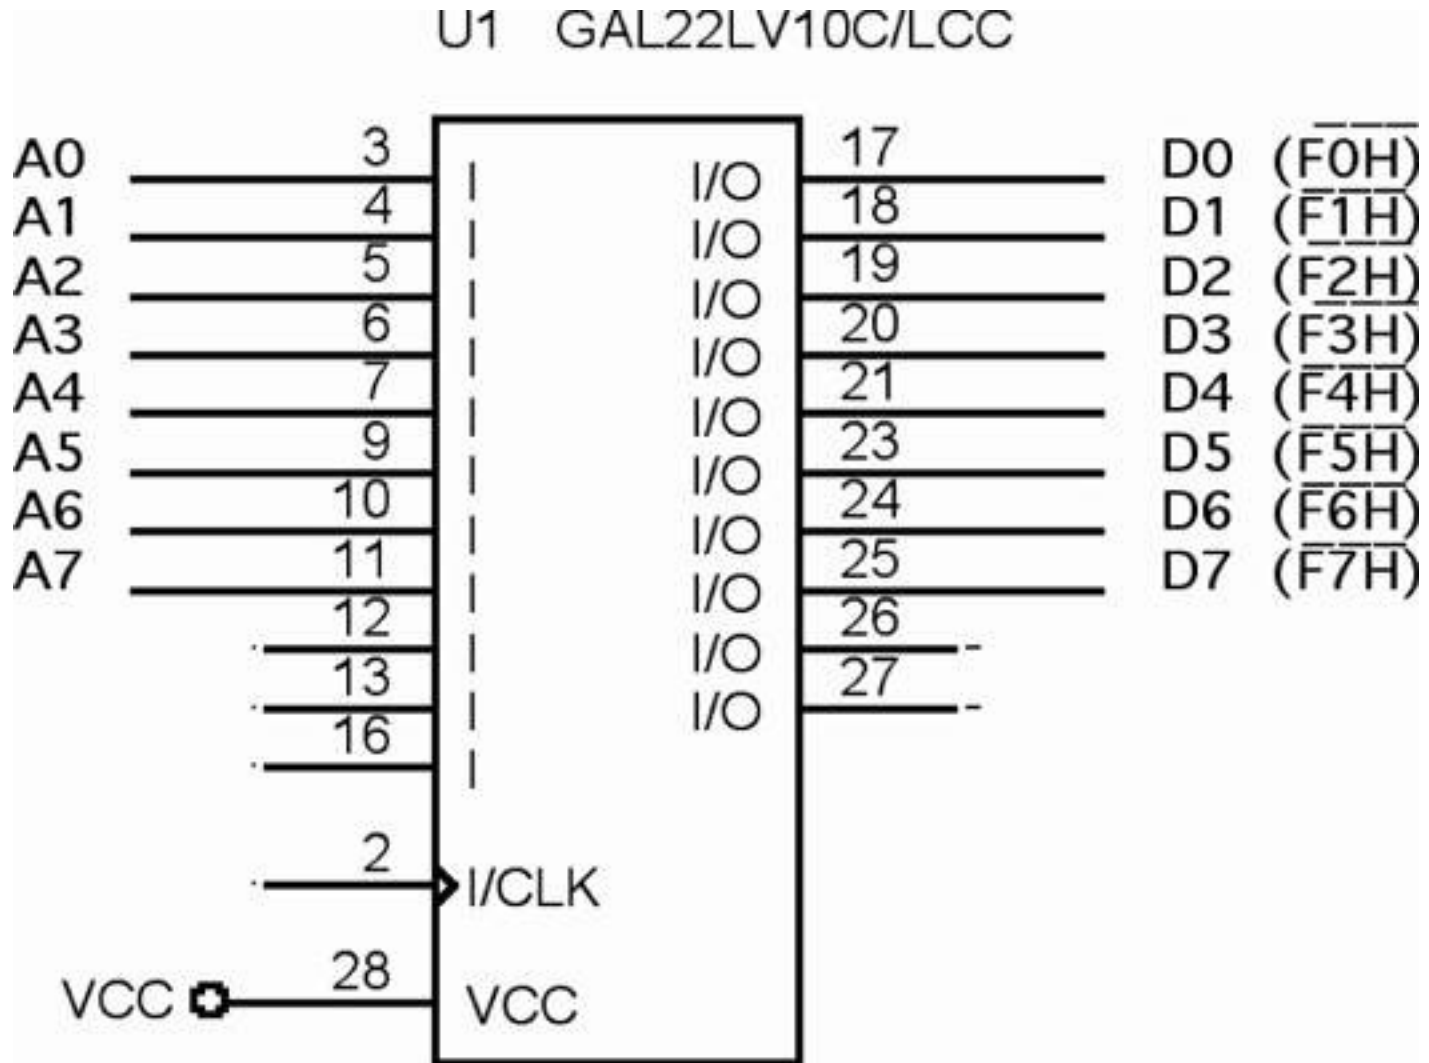 U1 GAL22LV10C/LCC
A0 3 I I/O 17 D0 (F0H)
A1 4 I I/O 18 D1 (F1H)
A2 5 I I/O 19 D2 (F2H)
A3 6 I I/O 20 D3 (F3H)
A4 7 I I/O 21 D4 (F4H)
A5 9 I I/O 23 D5 (F5H)
A6 10 I I/O 24 D6 (F6H)
A7 11 I I/O 25 D7 (F7H)
12 I I/O 26
13 I I/O 27
16 I
2 I/CLK
VCC 28 VCC